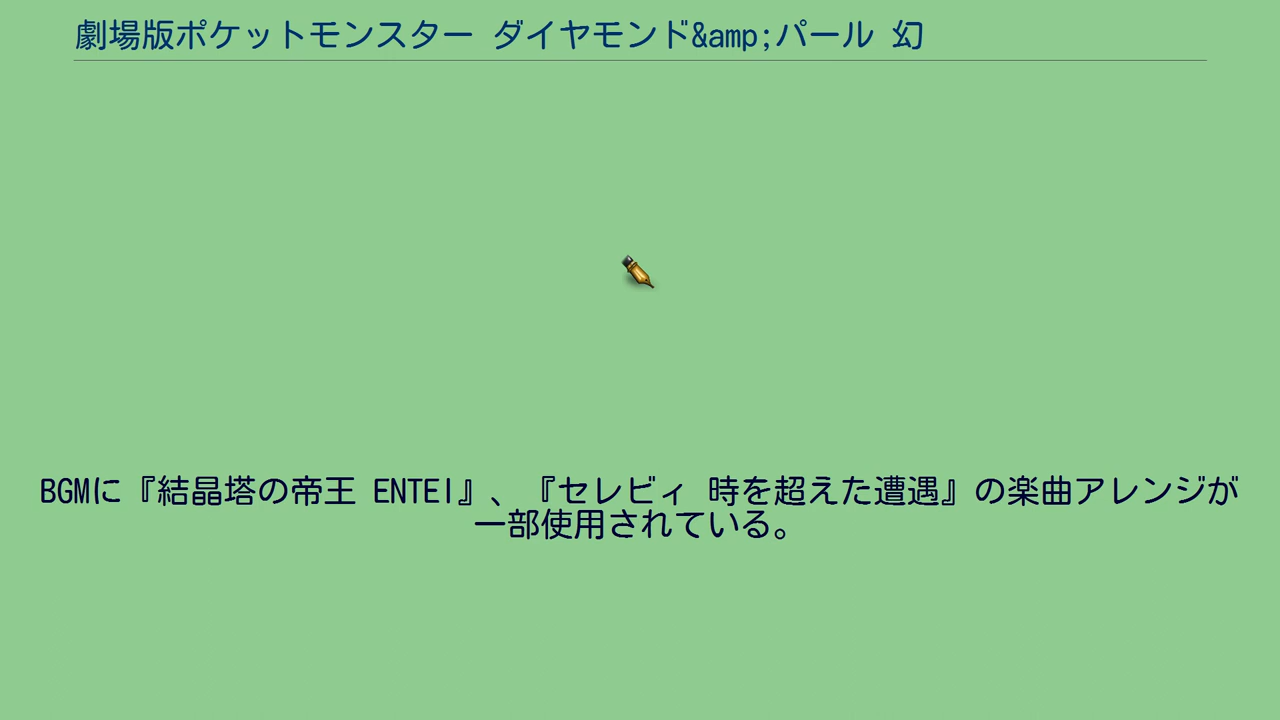 劇場版ポケットモンスター ダイヤモンド&amp;パール 幻
BGMに『結晶塔の帝王 ENTEI』、『セレビィ 時を超えた遭遇』の楽曲アレンジが
一部使用されている。